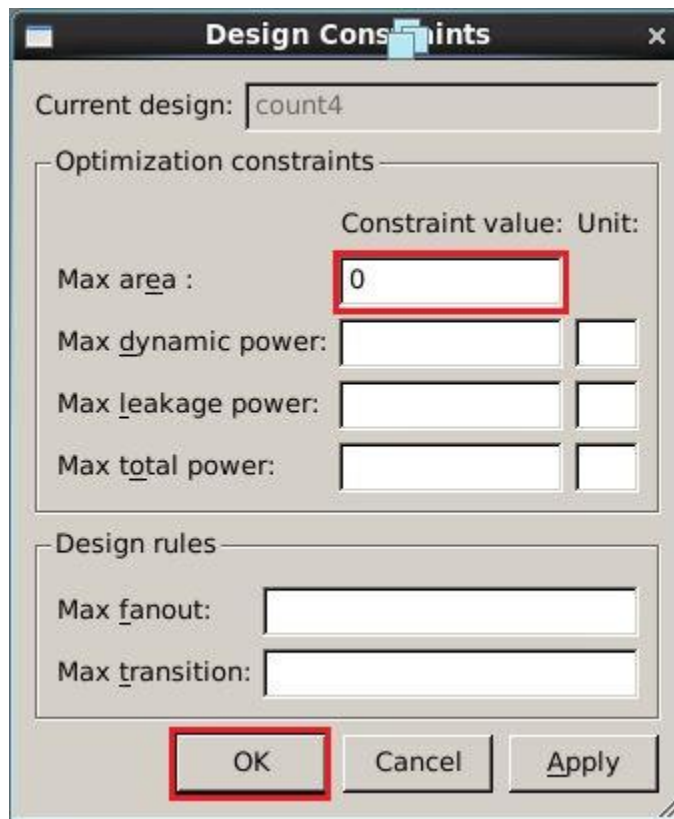 Design Cons ints
Current design: count4
Optimization constraints
Constraint value: Unit:
Max area : 0
Max dynamic power:
Max leakage power:
Max total power:
Design rules
Max fanout:
Max transition:
OK Cancel Apply